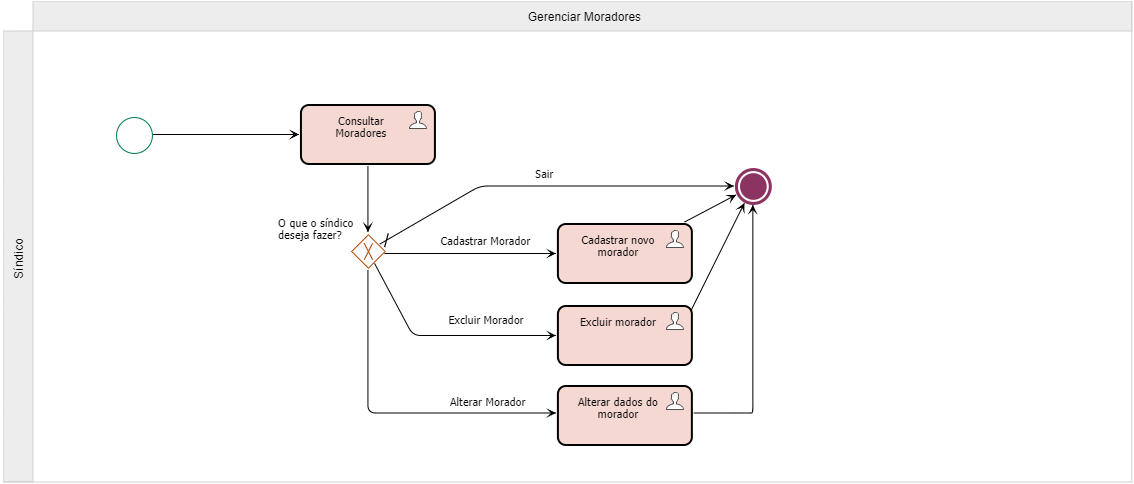 Gerenciar Moradores
Síndico
Consultar
Moradores
O que o síndico
deseja fazer?
Sair
Cadastrar Morador
Cadastrar novo
morador
Excluir Morador
Excluir morador
Alterar Morador
Alterar dados do
morador